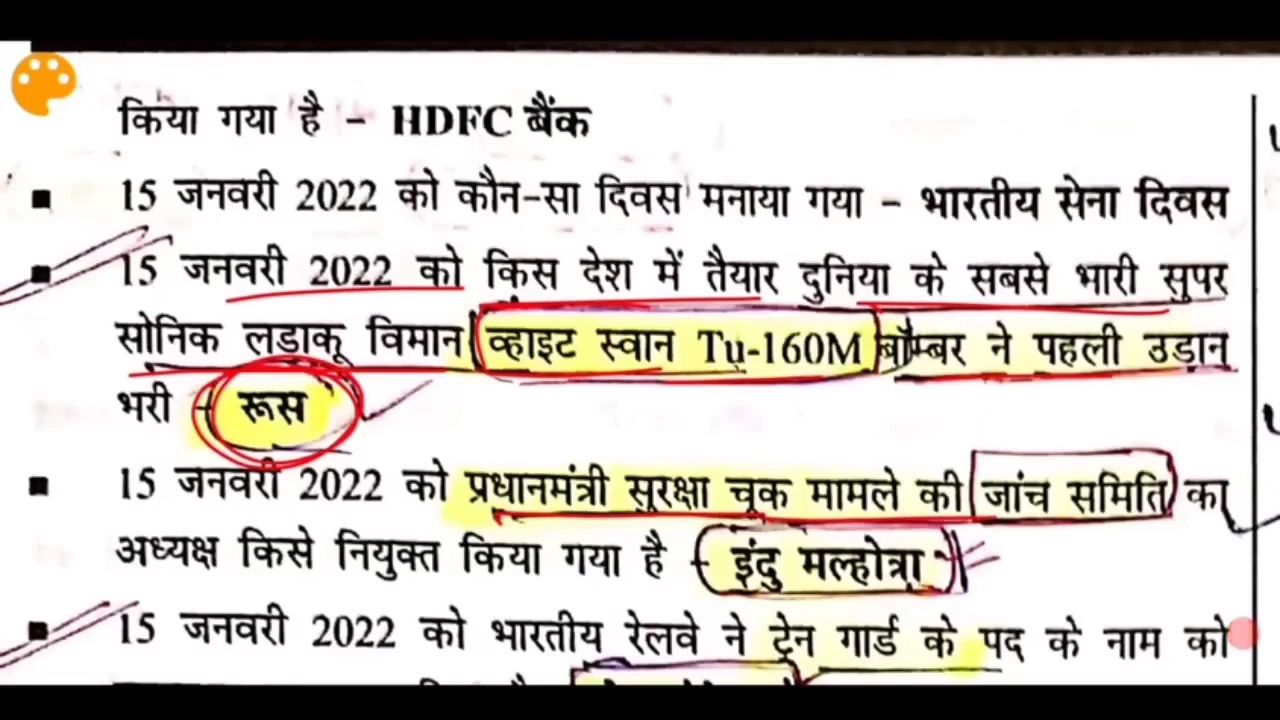 किया गया है - HDFC बैंक
▪ 15 जनवरी 2022 को कौन-सा दिवस मनाया गया - भारतीय सेना दिवस
▪ 15 जनवरी 2022 को किस देश में तैयार दुनिया के सबसे भारी सुपर
सोनिक लडाकू विमान व्हाइट स्वान Tu-160M बौम्बर ने पहली उडान
भरी - रूस
▪ 15 जनवरी 2022 को प्रधानमंत्री सुरक्षा चूक मामले की जांच समिति का
अध्यक्ष किसे नियुक्त किया गया है - इंदु मल्होत्रा
▪ 15 जनवरी 2022 को भारतीय रेलवे ने ट्रेन गार्ड के पद के नाम को